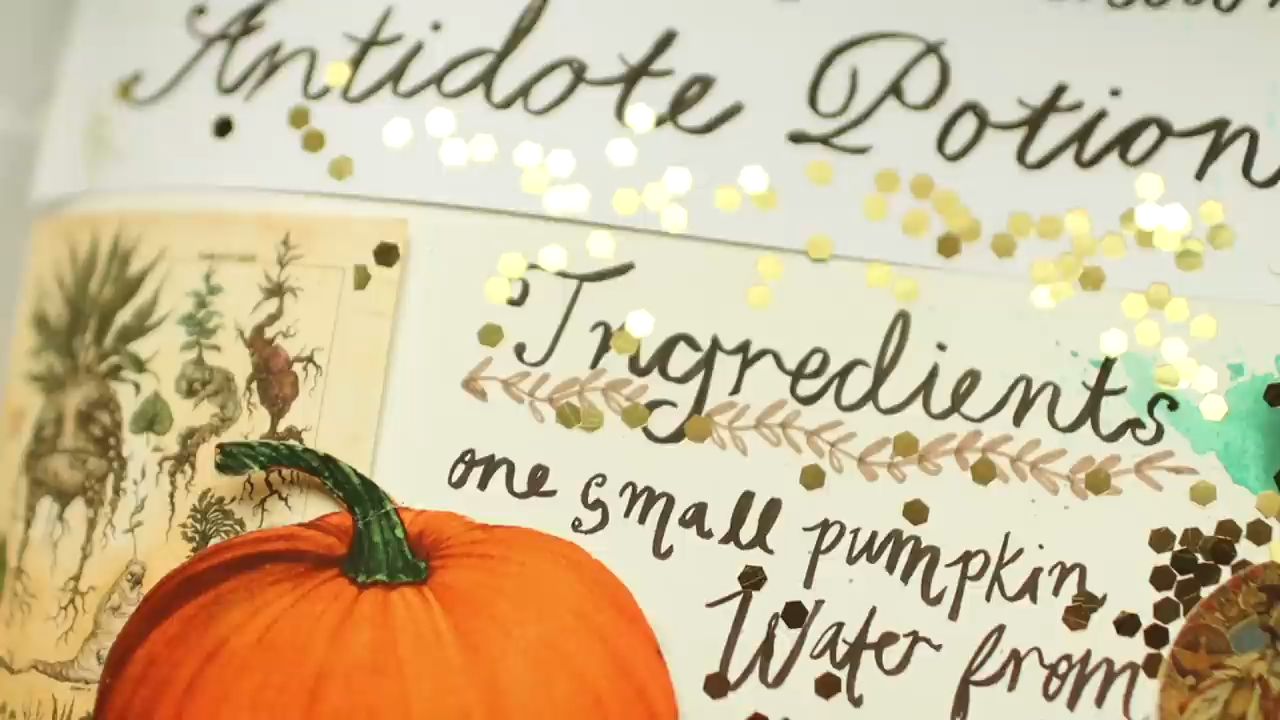 Antidote Potion
Ingredients
one small pumpkin
Water from